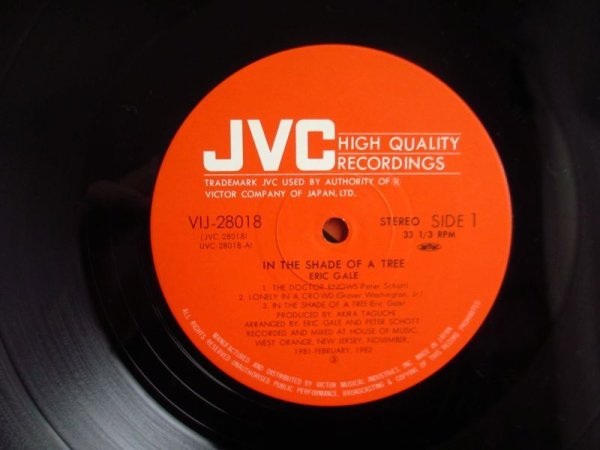 JVC HIGH QUALITY RECORDINGS
TRADEMARK JVC USED BY AUTHORITY OF ®
VICTOR COMPANY OF JAPAN, LTD.
VIJ-28018
(JVC-28018)
(JVC-28018-A)
STEREO SIDE 1
33 1/3 RPM
IN THE SHADE OF A TREE
ERIC GALE
1. THE DOCTOR KNOWS (Peter Schott)
2. LONELY IN A CROWD (Grover Washington, Jr.)
3. IN THE SHADE OF A TREE (Eric Gale)
PRODUCED BY: AKIRA TAGUCHI
ARRANGED BY: ERIC GALE AND PETER SCHOTT
RECORDED AND MIXED AT HOUSE OF MUSIC,
WEST ORANGE, NEW JERSEY, NOVEMBER,
1981-FEBRUARY, 1982
MANUFACTURED AND DISTRIBUTED BY VICTOR MUSICAL INDUSTRIES, INC. MADE IN JAPAN
ALL RIGHTS RESERVED UNAUTHORISED PUBLIC PERFORMANCE, BROADCASTING & COPYING OF THIS RECORD PROHIBITED